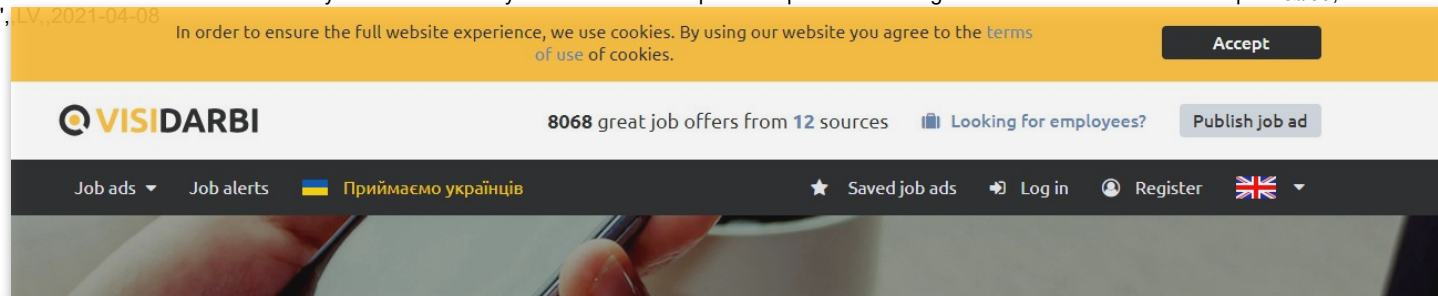 ',,LV,,2021-04-08
In order to ensure the full website experience, we use cookies. By using our website you agree to the terms
of use of cookies.
Accept
VISIDARBI
8068 great job offers from 12 sources
Looking for employees?
Publish job ad
Job ads
Job alerts
Приймаємо українців
Saved job ads
Log in
Register